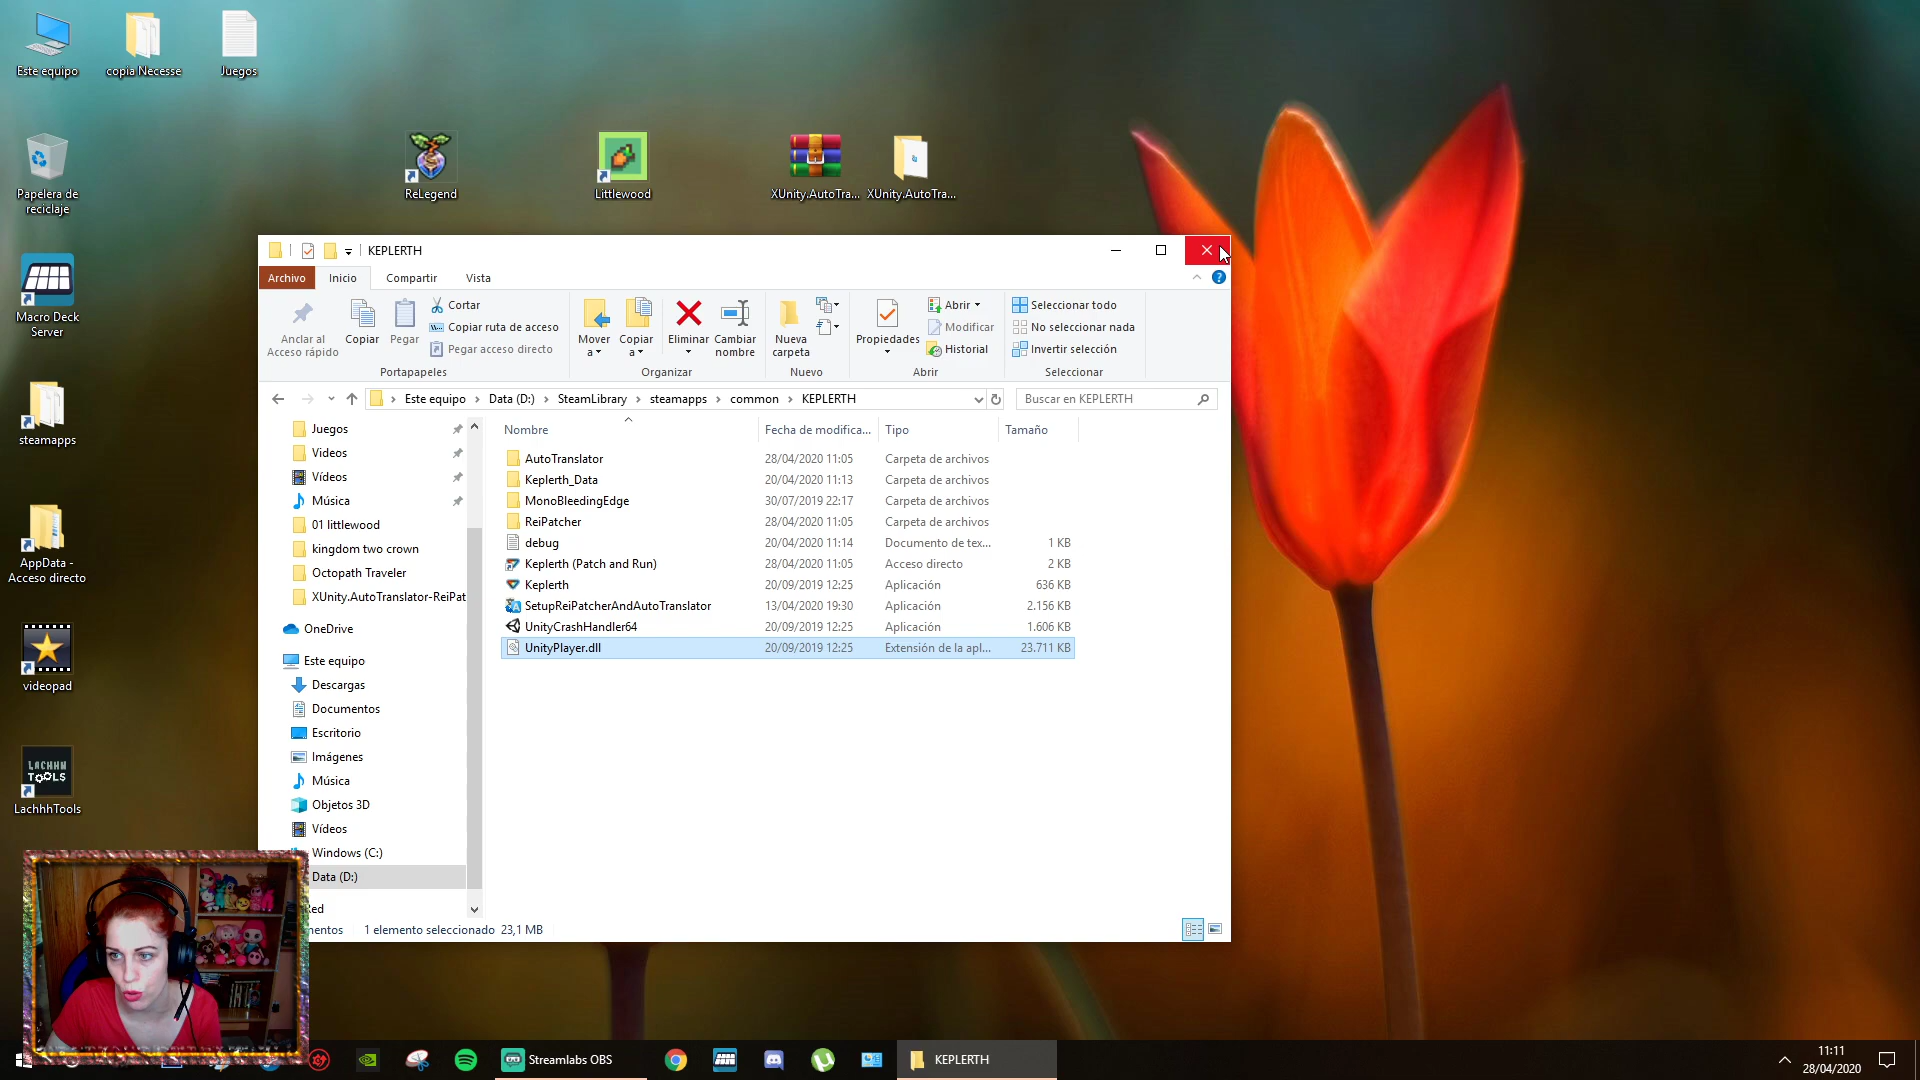 Este equipo
copia Necesse
Juegos
Papelera de
reciclaje
ReLegend
Littlewood
XUnity.AutoTra...
XUnity.AutoTra...
Macro Deck
Server
steamapps
AppData -
Acceso directo
videopad
LACHHH
TOOLS
LachhhTools
KEPLERTH
Archivo
Inicio
Compartir
Vista
Anclar al
Acceso rápido
Copiar
Pegar
Cortar
Copiar ruta de acceso
Pegar acceso directo
Portapapeles
Mover
a
Copiar
a
Eliminar
Cambiar
nombre
Organizar
Nueva
carpeta
Nuevo
Propiedades
Abrir
Modificar
Historial
Abrir
Seleccionar todo
No seleccionar nada
Invertir selección
Seleccionar
Este equipo > Data (D:) > SteamLibrary > steamapps > common > KEPLERTH
Buscar en KEPLERTH
Juegos
Videos
Vídeos
Música
01 littlewood
kingdom two crown
Octopath Traveler
XUnity.AutoTranslator-ReiPat
OneDrive
Este equipo
Descargas
Documentos
Escritorio
Imágenes
Música
Objetos 3D
Vídeos
Windows (C:)
Data (D:)
Red
Nombre Fecha de modifica... Tipo Tamaño
AutoTranslator 28/04/2020 11:05 Carpeta de archivos
Keplerth_Data 20/04/2020 11:13 Carpeta de archivos
MonoBleedingEdge 30/07/2019 22:17 Carpeta de archivos
ReiPatcher 28/04/2020 11:05 Carpeta de archivos
debug 20/04/2020 11:14 Documento de tex... 1 KB
Keplerth (Patch and Run) 28/04/2020 11:05 Acceso directo 2 KB
Keplerth 20/09/2019 12:25 Aplicación 636 KB
SetupReiPatcherAndAutoTranslator 13/04/2020 19:30 Aplicación 2.156 KB
UnityCrashHandler64 20/09/2019 12:25 Aplicación 1.606 KB
UnityPlayer.dll 20/09/2019 12:25 Extensión de la apl... 23.711 KB
mentos 1 elemento seleccionado 23,1 MB
Streamlabs OBS
KEPLERTH
11:11
28/04/2020